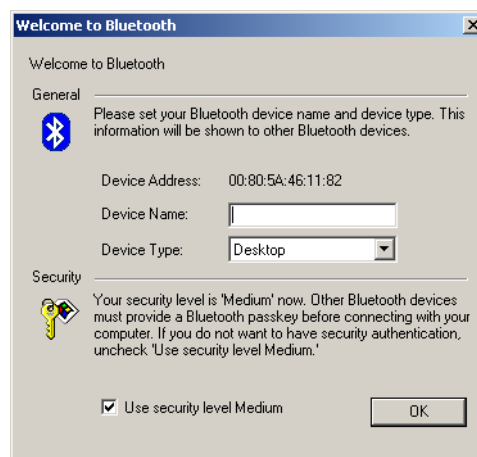 Welcome to Bluetooth
Welcome to Bluetooth
General
Please set your Bluetooth device name and device type. This
information will be shown to other Bluetooth devices.
Device Address: 00:80:5A:46:11:82
Device Name:
Device Type: Desktop
Security
Your security level is 'Medium' now. Other Bluetooth devices
must provide a Bluetooth passkey before connecting with your
computer. If you do not want to have security authentication,
uncheck 'Use security level Medium.'
Use security level Medium
OK